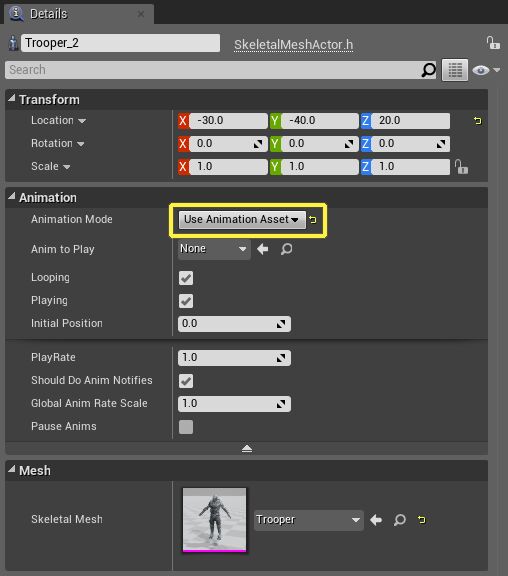 Details
Trooper_2 SkeletalMeshActor.h
Search
Transform
Location X -30.0 Y -40.0 Z 20.0
Rotation X 0.0 Y 0.0 Z 0.0
Scale X 1.0 Y 1.0 Z 1.0
Animation
Animation Mode Use Animation Asset
Anim to Play None
Looping
Playing
Initial Position 0.0
PlayRate 1.0
Should Do Anim Notifies
Global Anim Rate Scale 1.0
Pause Anims
Mesh
Skeletal Mesh Trooper